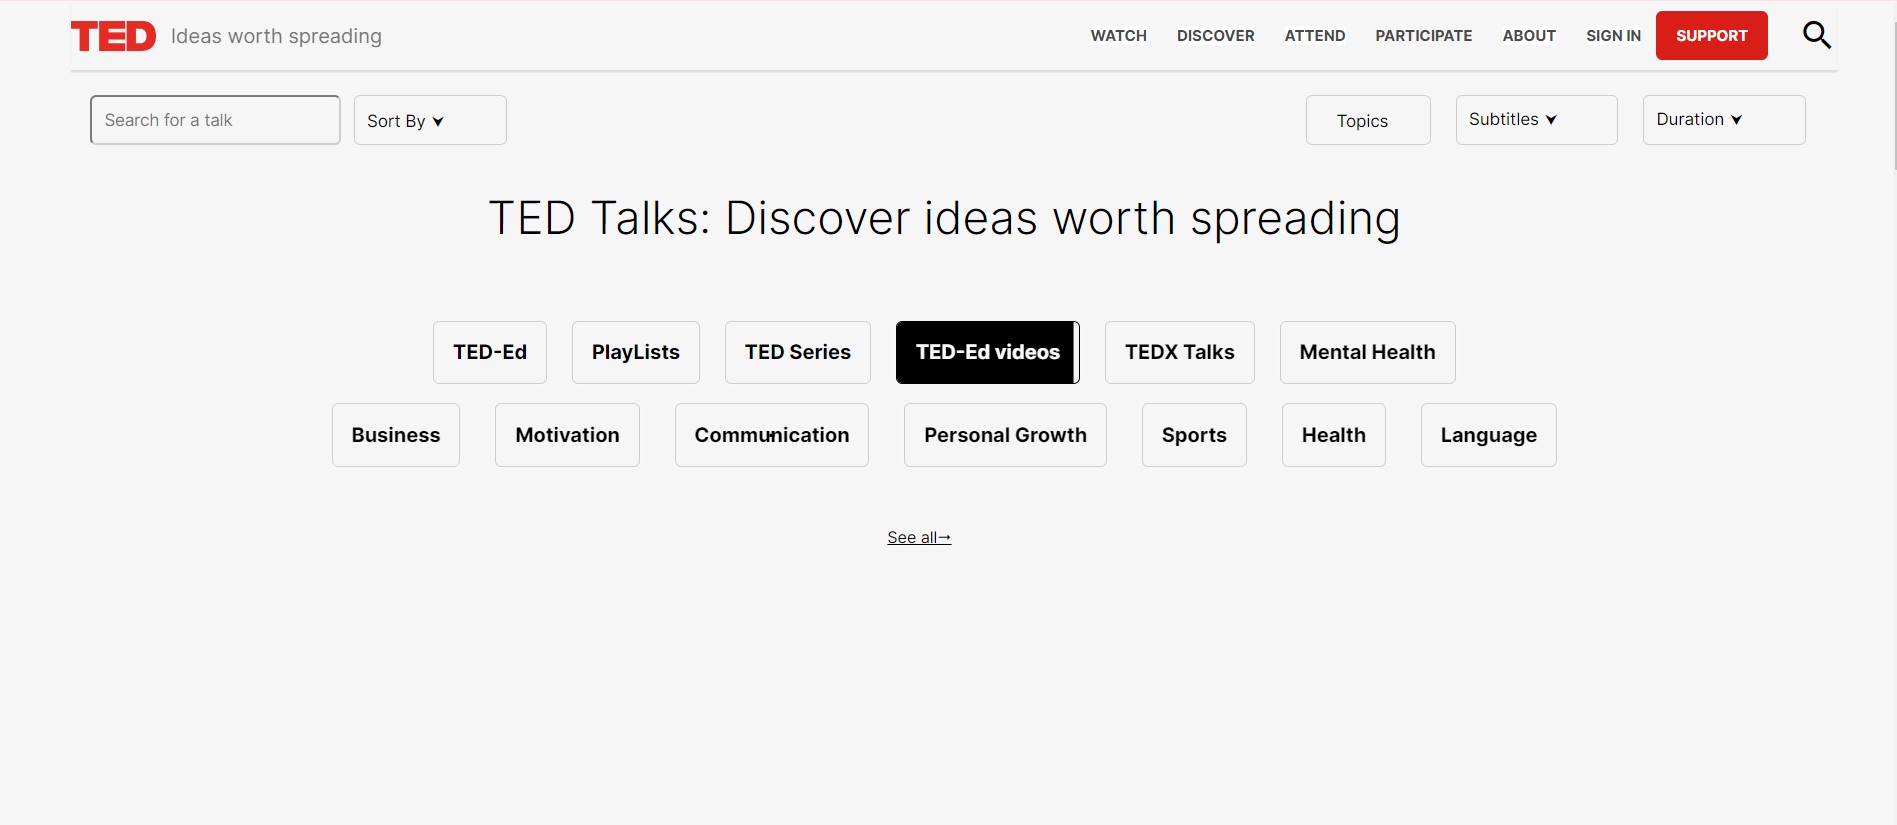 TED Ideas worth spreading WATCH DISCOVER ATTEND PARTICIPATE ABOUT SIGN IN SUPPORT
Search for a talk Sort By Topics Subtitles Duration
TED Talks: Discover ideas worth spreading
TED-Ed PlayLists TED Series TED-Ed videos TEDX Talks Mental Health
Business Motivation Communication Personal Growth Sports Health Language
See all→